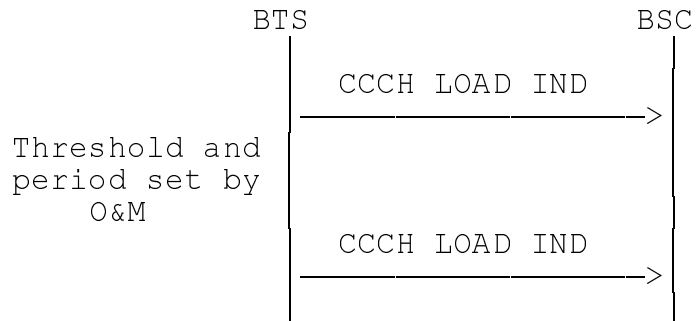 BTS BSC
CCCH LOAD IND
Threshold and
period set by
O&M
CCCH LOAD IND